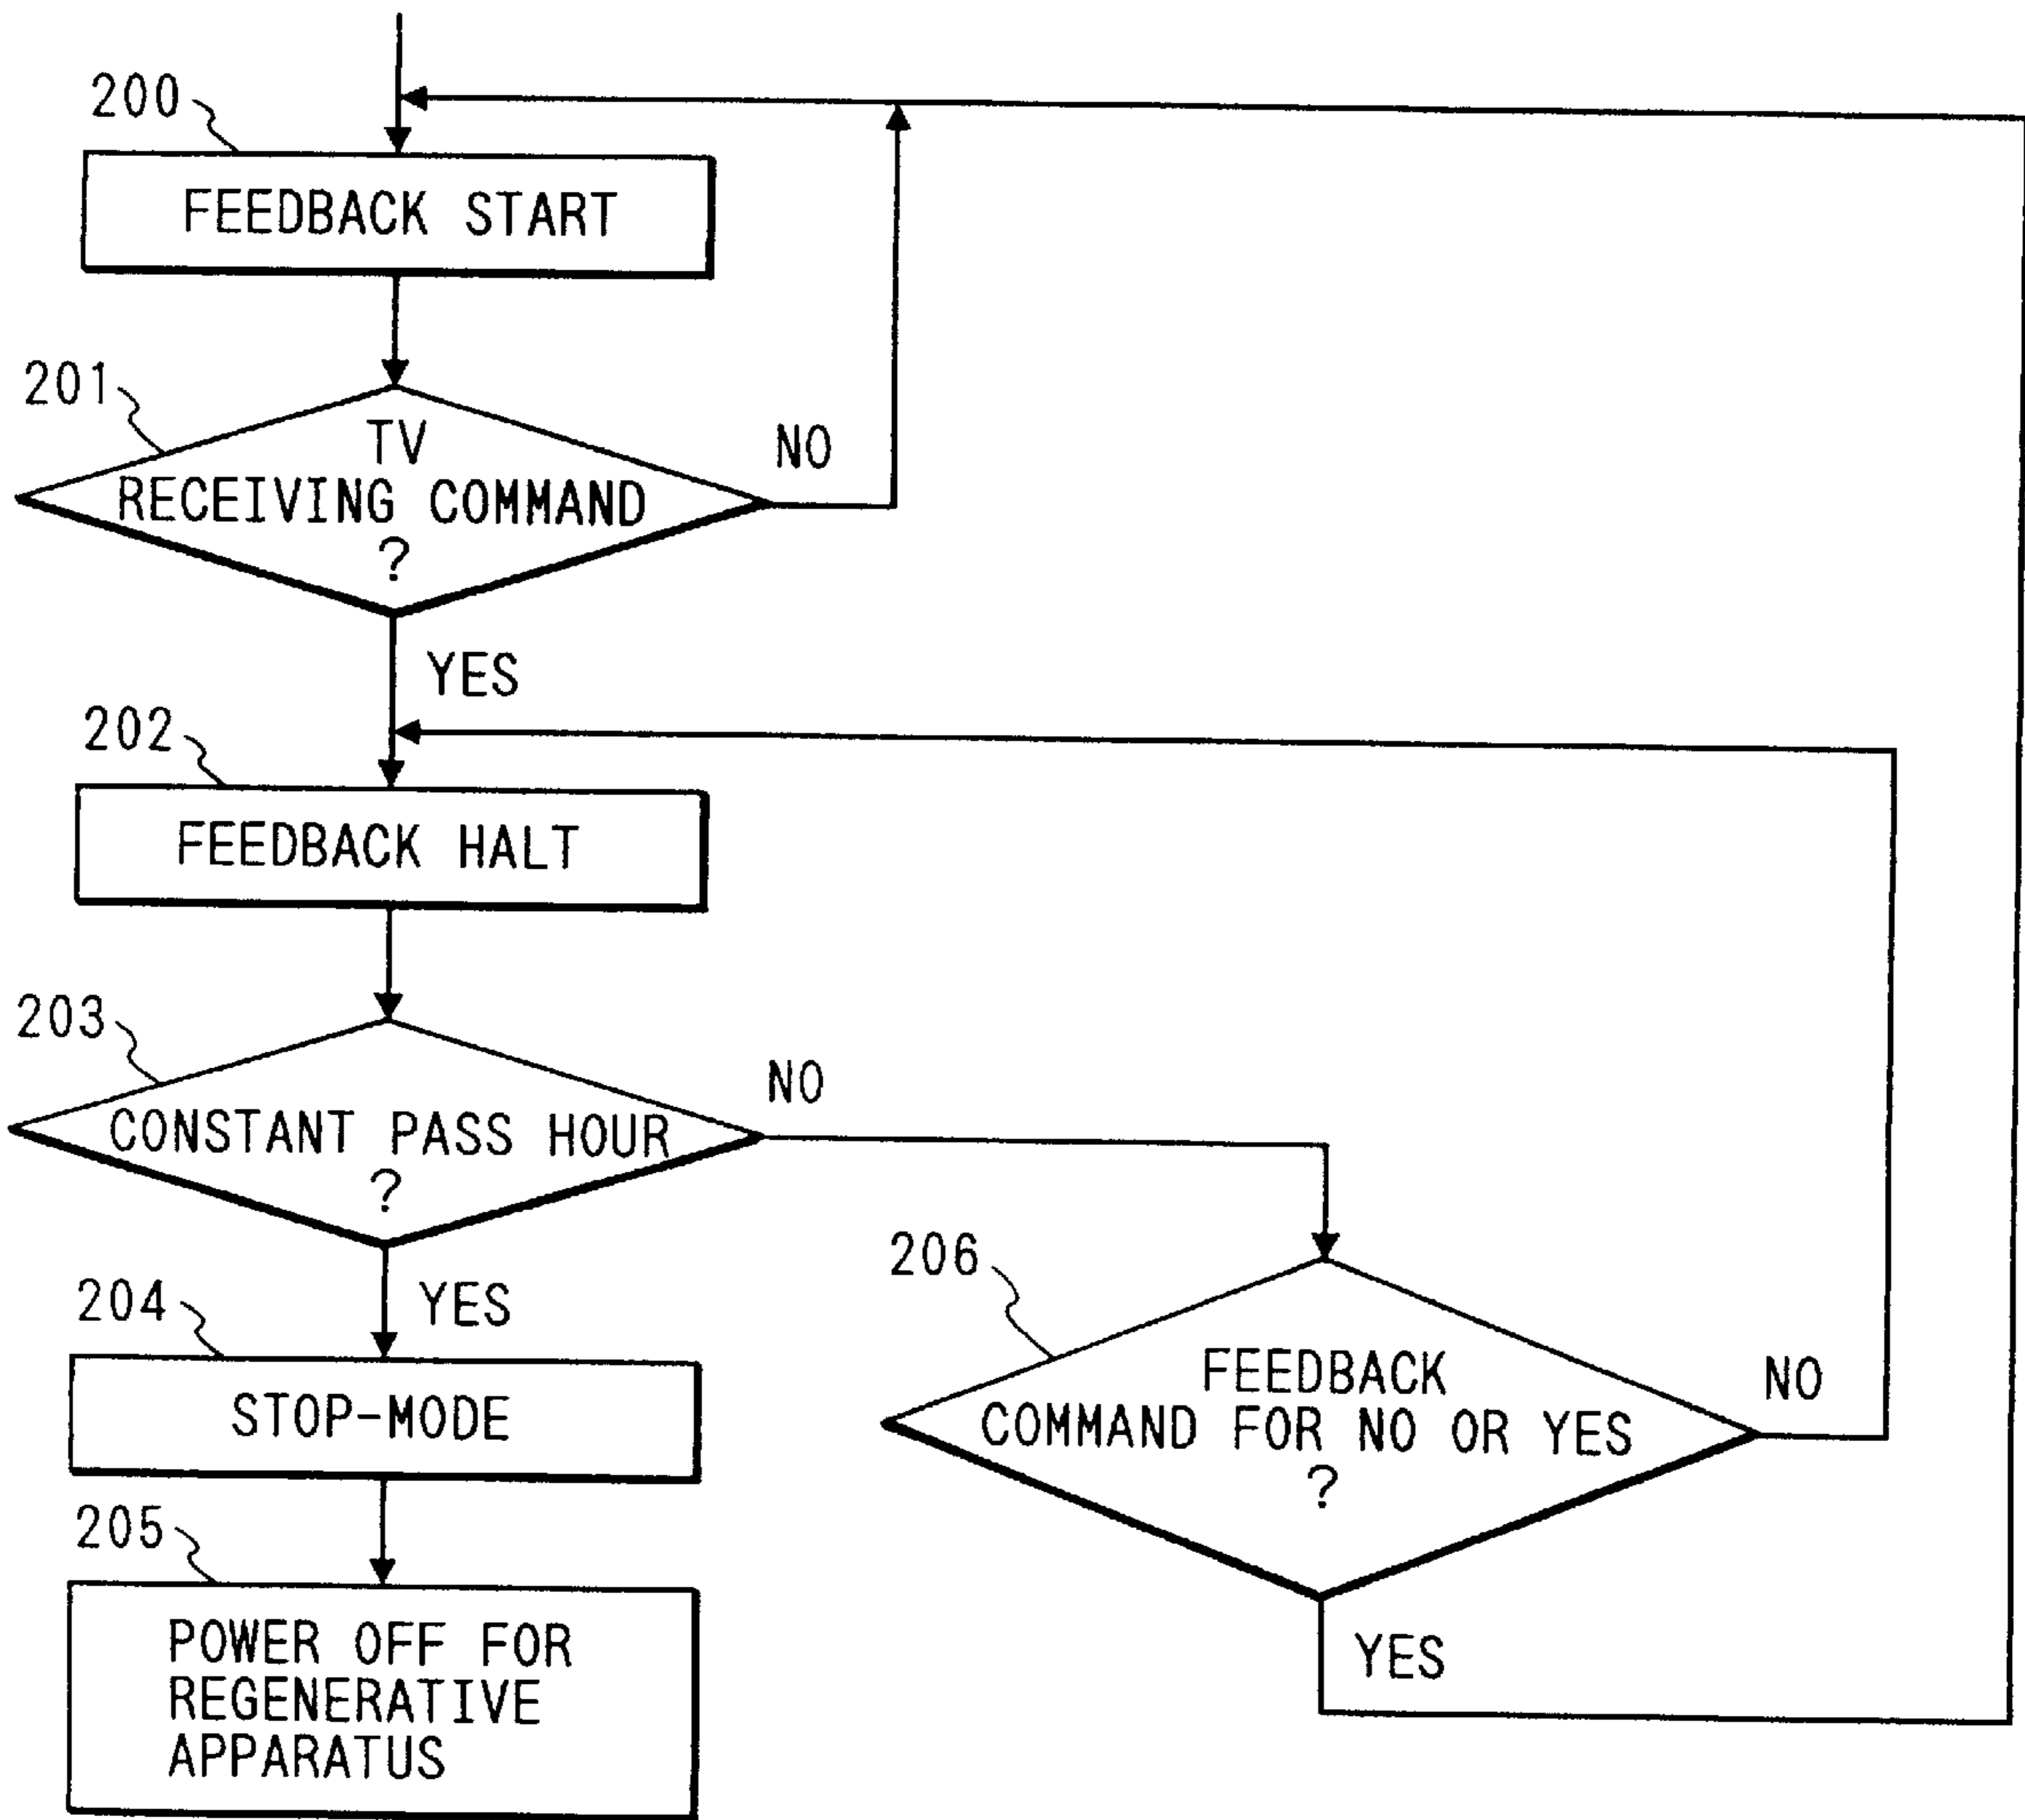 200
FEEDBACK START
201
TV
RECEIVING COMMAND
?
NO
YES
202
FEEDBACK HALT
203
CONSTANT PASS HOUR
?
NO
YES
204
STOP-MODE
205
POWER OFF FOR
REGENERATIVE
APPARATUS
206
FEEDBACK
COMMAND FOR NO OR YES
?
NO
YES